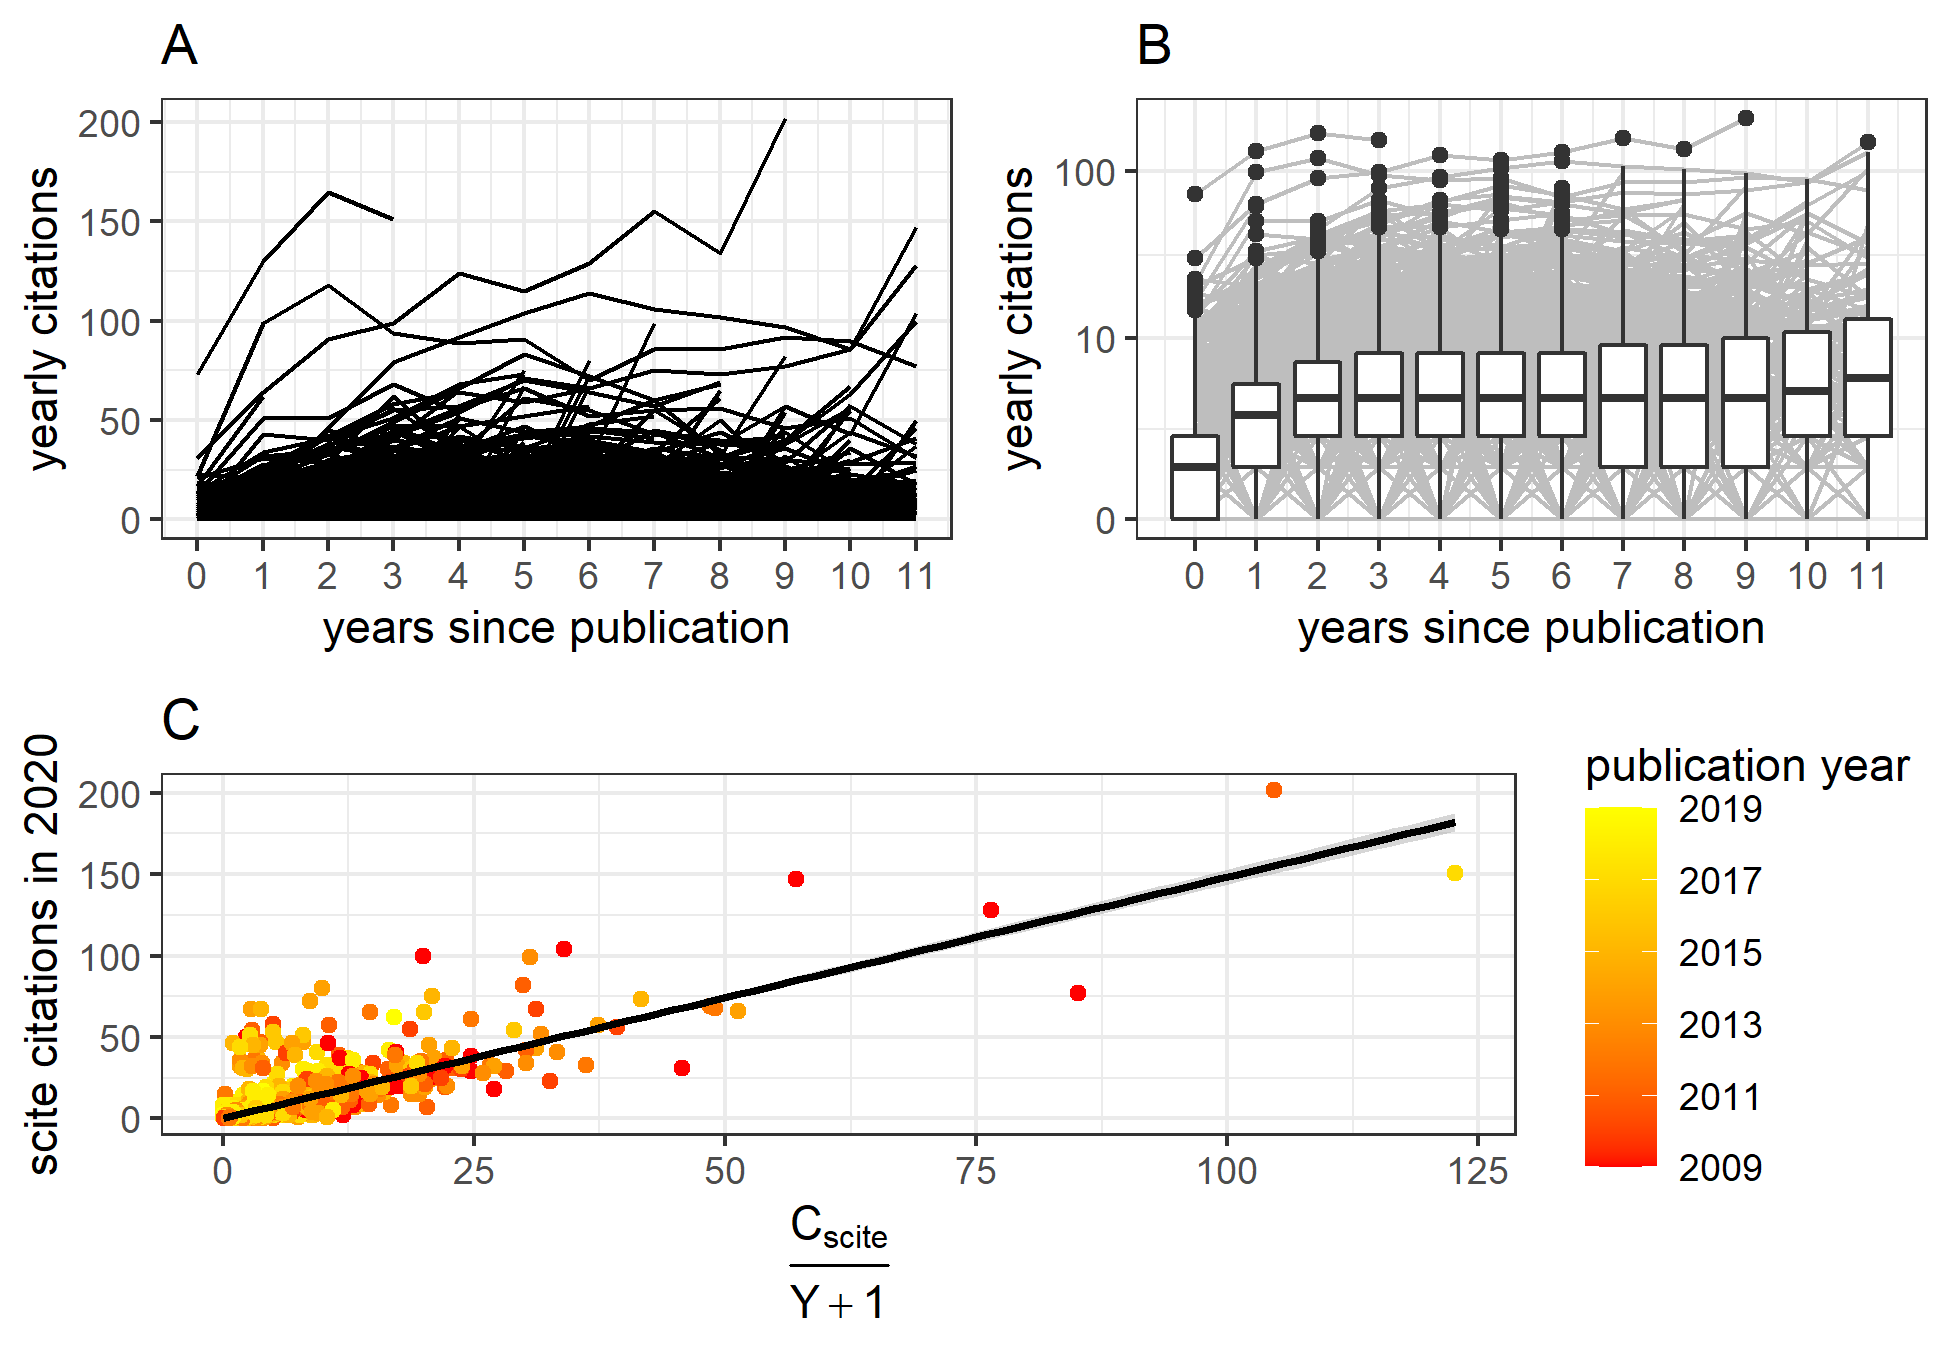 A
yearly citations
200
150
100
50
0
0 1 2 3 4 5 6 7 8 9 10 11
years since publication
B
yearly citations
100
10
0
0 1 2 3 4 5 6 7 8 9 10 11
years since publication
C
scite citations in 2020
200
150
100
50
0
0 25 50 75 100 125
Cscite
Y + 1
publication year
2019
2017
2015
2013
2011
2009